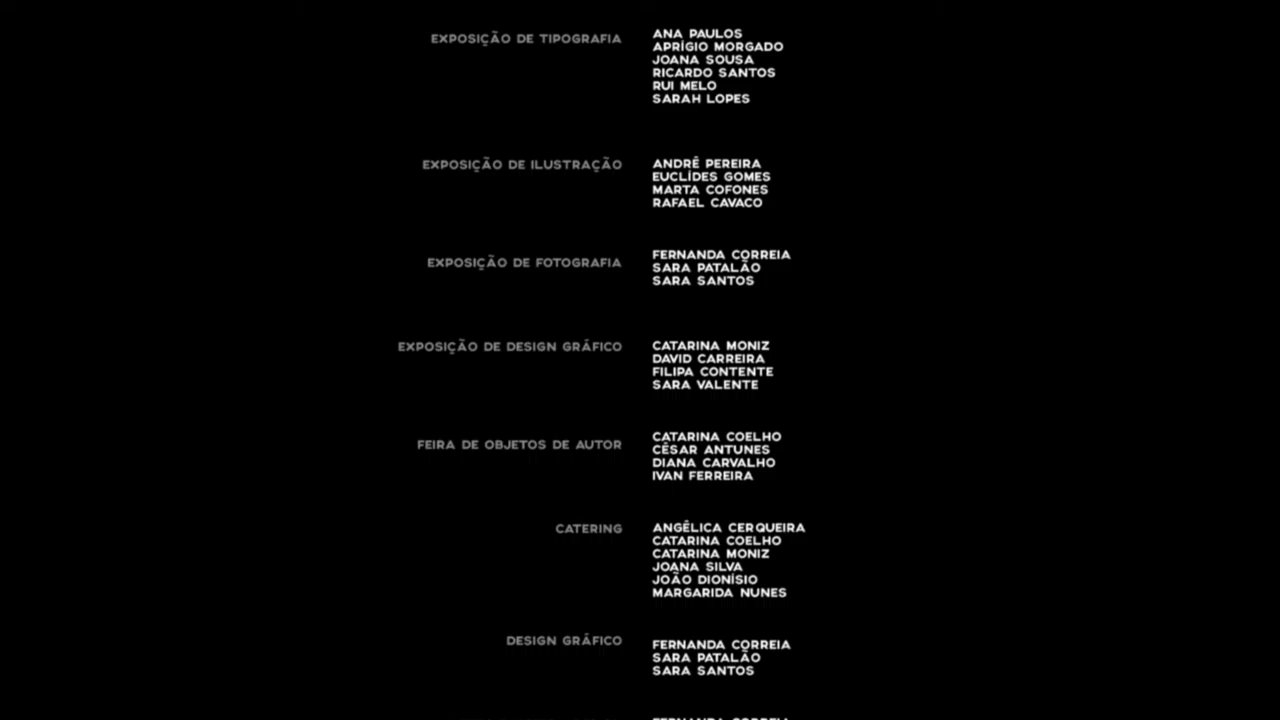 EXPOSIÇÃO DE TIPOGRAFIA
ANA PAULOS
APRÍGIO MORGADO
JOANA SOUSA
RICARDO SANTOS
RUI MELO
SARAH LOPES
EXPOSIÇÃO DE ILUSTRAÇÃO
ANDRÉ PEREIRA
EUCLÍDES GOMES
MARTA COFONES
RAFAEL CAVACO
EXPOSIÇÃO DE FOTOGRAFIA
FERNANDA CORREIA
SARA PATALÃO
SARA SANTOS
EXPOSIÇÃO DE DESIGN GRÁFICO
CATARINA MONIZ
DAVID CARREIRA
FILIPA CONTENTE
SARA VALENTE
FEIRA DE OBJETOS DE AUTOR
CATARINA COELHO
CÉSAR ANTUNES
DIANA CARVALHO
IVAN FERREIRA
CATERING
ANGÉLICA CERQUEIRA
CATARINA COELHO
CATARINA MONIZ
JOANA SILVA
JOÃO DIONÍSIO
MARGARIDA NUNES
DESIGN GRÁFICO
FERNANDA CORREIA
SARA PATALÃO
SARA SANTOS